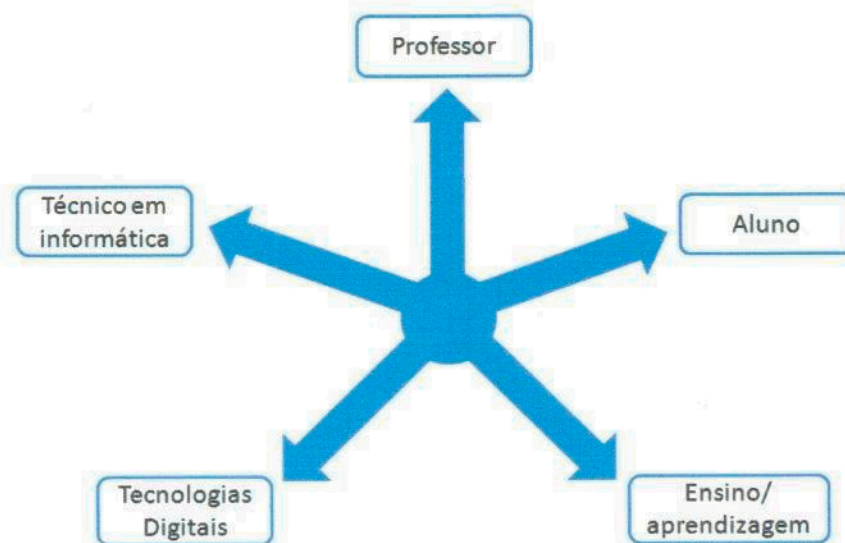 Professor
Técnico em
informática
Aluno
Tecnologias
Digitais
Ensino/
aprendizagem